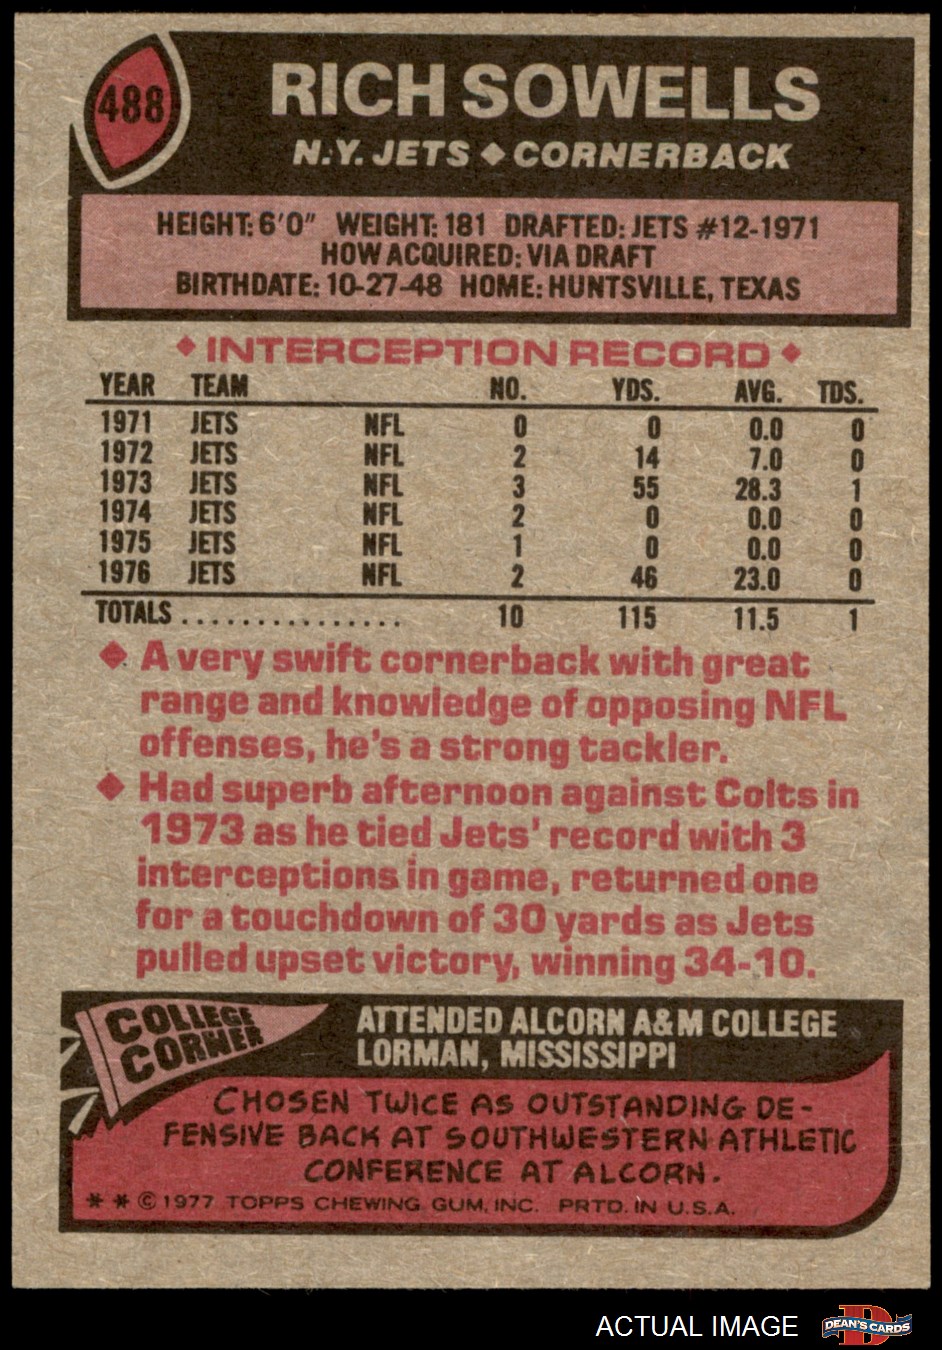 488
RICH SOWELLS
N.Y. JETS ◆ CORNERBACK
HEIGHT: 6'0" WEIGHT: 181 DRAFTED: JETS #12-1971
HOW ACQUIRED: VIA DRAFT
BIRTHDATE: 10-27-48 HOME: HUNTSVILLE, TEXAS
◆ INTERCEPTION RECORD ◆
YEAR TEAM NO. YDS. AVG. TDS.
1971 JETS NFL 0 0 0.0 0
1972 JETS NFL 2 14 7.0 0
1973 JETS NFL 3 55 28.3 1
1974 JETS NFL 2 0 0.0 0
1975 JETS NFL 1 0 0.0 0
1976 JETS NFL 2 46 23.0 0
TOTALS ............... 10 115 11.5 1
◆ A very swift cornerback with great
range and knowledge of opposing NFL
offenses, he's a strong tackler.
◆ Had superb afternoon against Colts in
1973 as he tied Jets' record with 3
interceptions in game, returned one
for a touchdown of 30 yards as Jets
pulled upset victory, winning 34-10.
COLLEGE
CORNER
ATTENDED ALCORN A&M COLLEGE
LORMAN, MISSISSIPPI
CHOSEN TWICE AS OUTSTANDING DE-
FENSIVE BACK AT SOUTHWESTERN ATHLETIC
CONFERENCE AT ALCORN.
* * © 1977 TOPPS CHEWING GUM, INC. PRTD. IN U.S.A.
ACTUAL IMAGE
D
DEAN'S CARDS